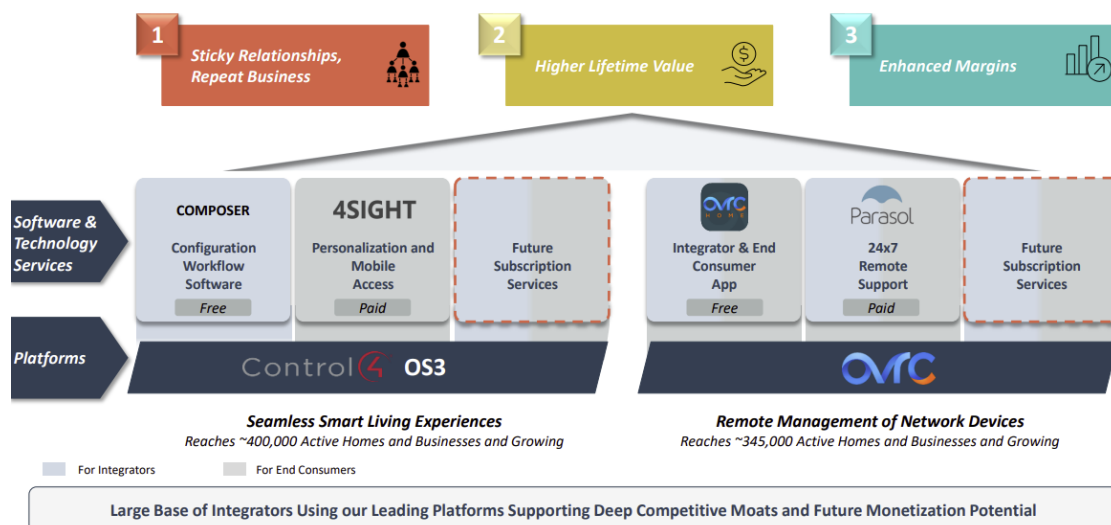 1
Sticky Relationships,
Repeat Business
2
Higher Lifetime Value
3
Enhanced Margins
Software &
Technology
Services
COMPOSER
Configuration
Workflow
Software
Free
4SIGHT
Personalization and
Mobile
Access
Paid
Future
Subscription
Services
OVRC
HOME
Integrator & End
Consumer
App
Free
Parasol
24x7
Remote
Support
Paid
Future
Subscription
Services
Platforms
Control4 OS3
OVRC
Seamless Smart Living Experiences
Reaches ~400,000 Active Homes and Businesses and Growing
Remote Management of Network Devices
Reaches ~345,000 Active Homes and Businesses and Growing
For Integrators
For End Consumers
Large Base of Integrators Using our Leading Platforms Supporting Deep Competitive Moats and Future Monetization Potential